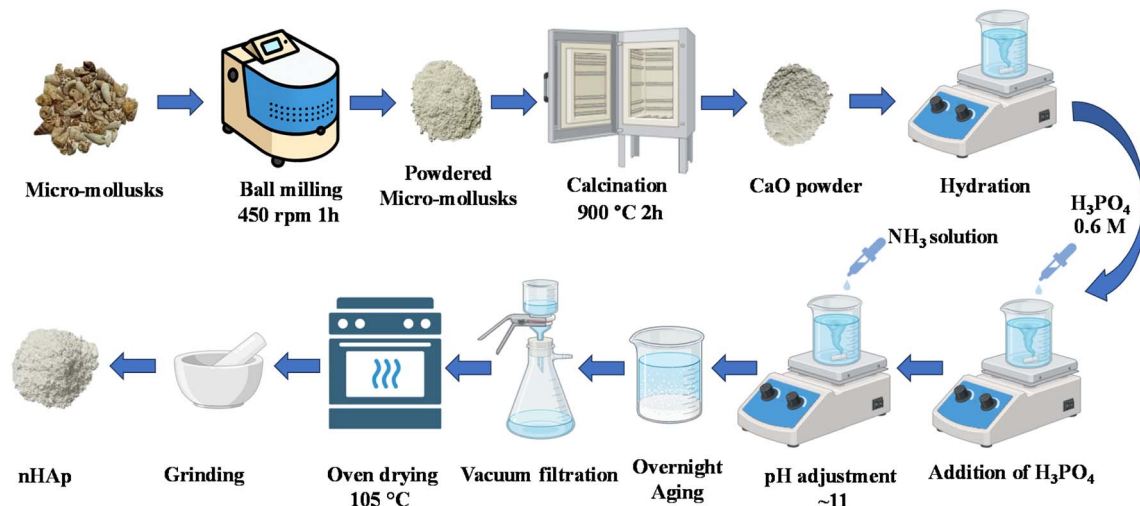 Micro-mollusks
Ball milling
450 rpm 1h
Powdered
Micro-mollusks
Calcination
900 °C 2h
CaO powder
Hydration
H₃PO₄
0.6 M
NH₃ solution
nHAp
Grinding
Oven drying
105 °C
Vacuum filtration
Overnight
Aging
pH adjustment
~11
Addition of H₃PO₄